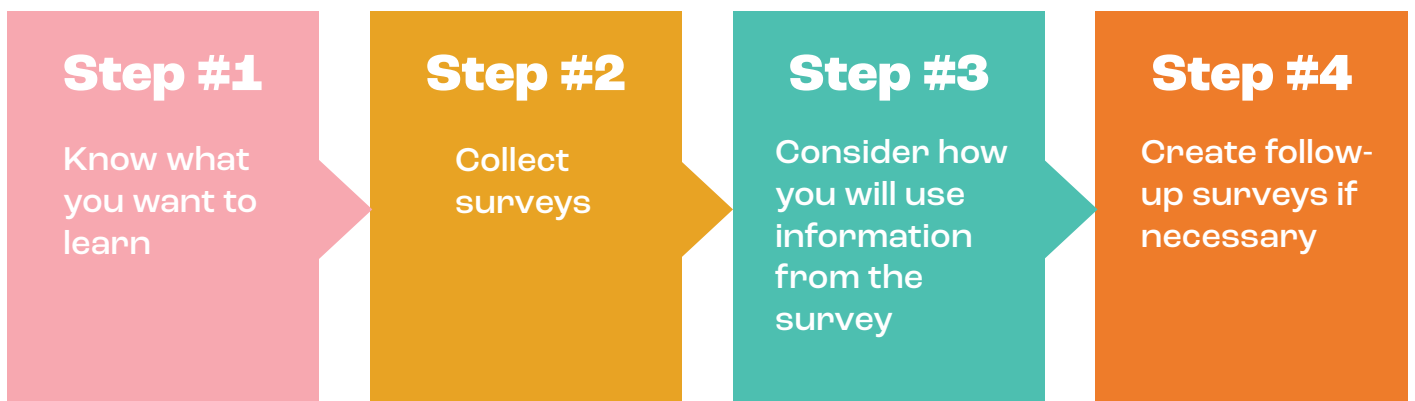 Step #1
Know what
you want to
learn
Step #2
Collect
surveys
Step #3
Consider how
you will use
information
from the
survey
Step #4
Create follow-
up surveys if
necessary